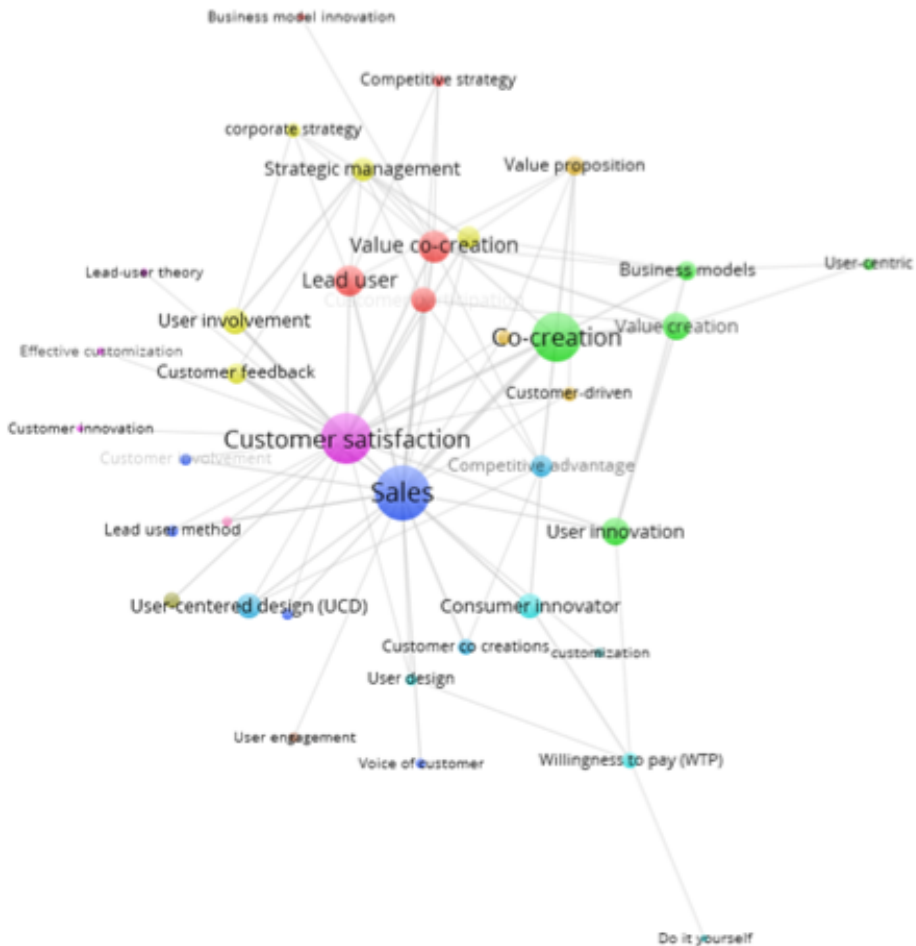 Business model innovation
Competitive strategy
corporate strategy
Strategic management
Value proposition
Value co-creation
Lead-user theory
Lead user
Business models
User-centric
Customer participation
User involvement
Value creation
Co-creation
Effective customization
Customer feedback
Customer-driven
Customer innovation
Customer satisfaction
Customer involvement
Competitive advantage
Sales
Lead user method
User innovation
User-centered design (UCD)
Consumer innovator
Customer co creations
customization
User design
User engagement
Voice of customer
Willingness to pay (WTP)
Do it yourself